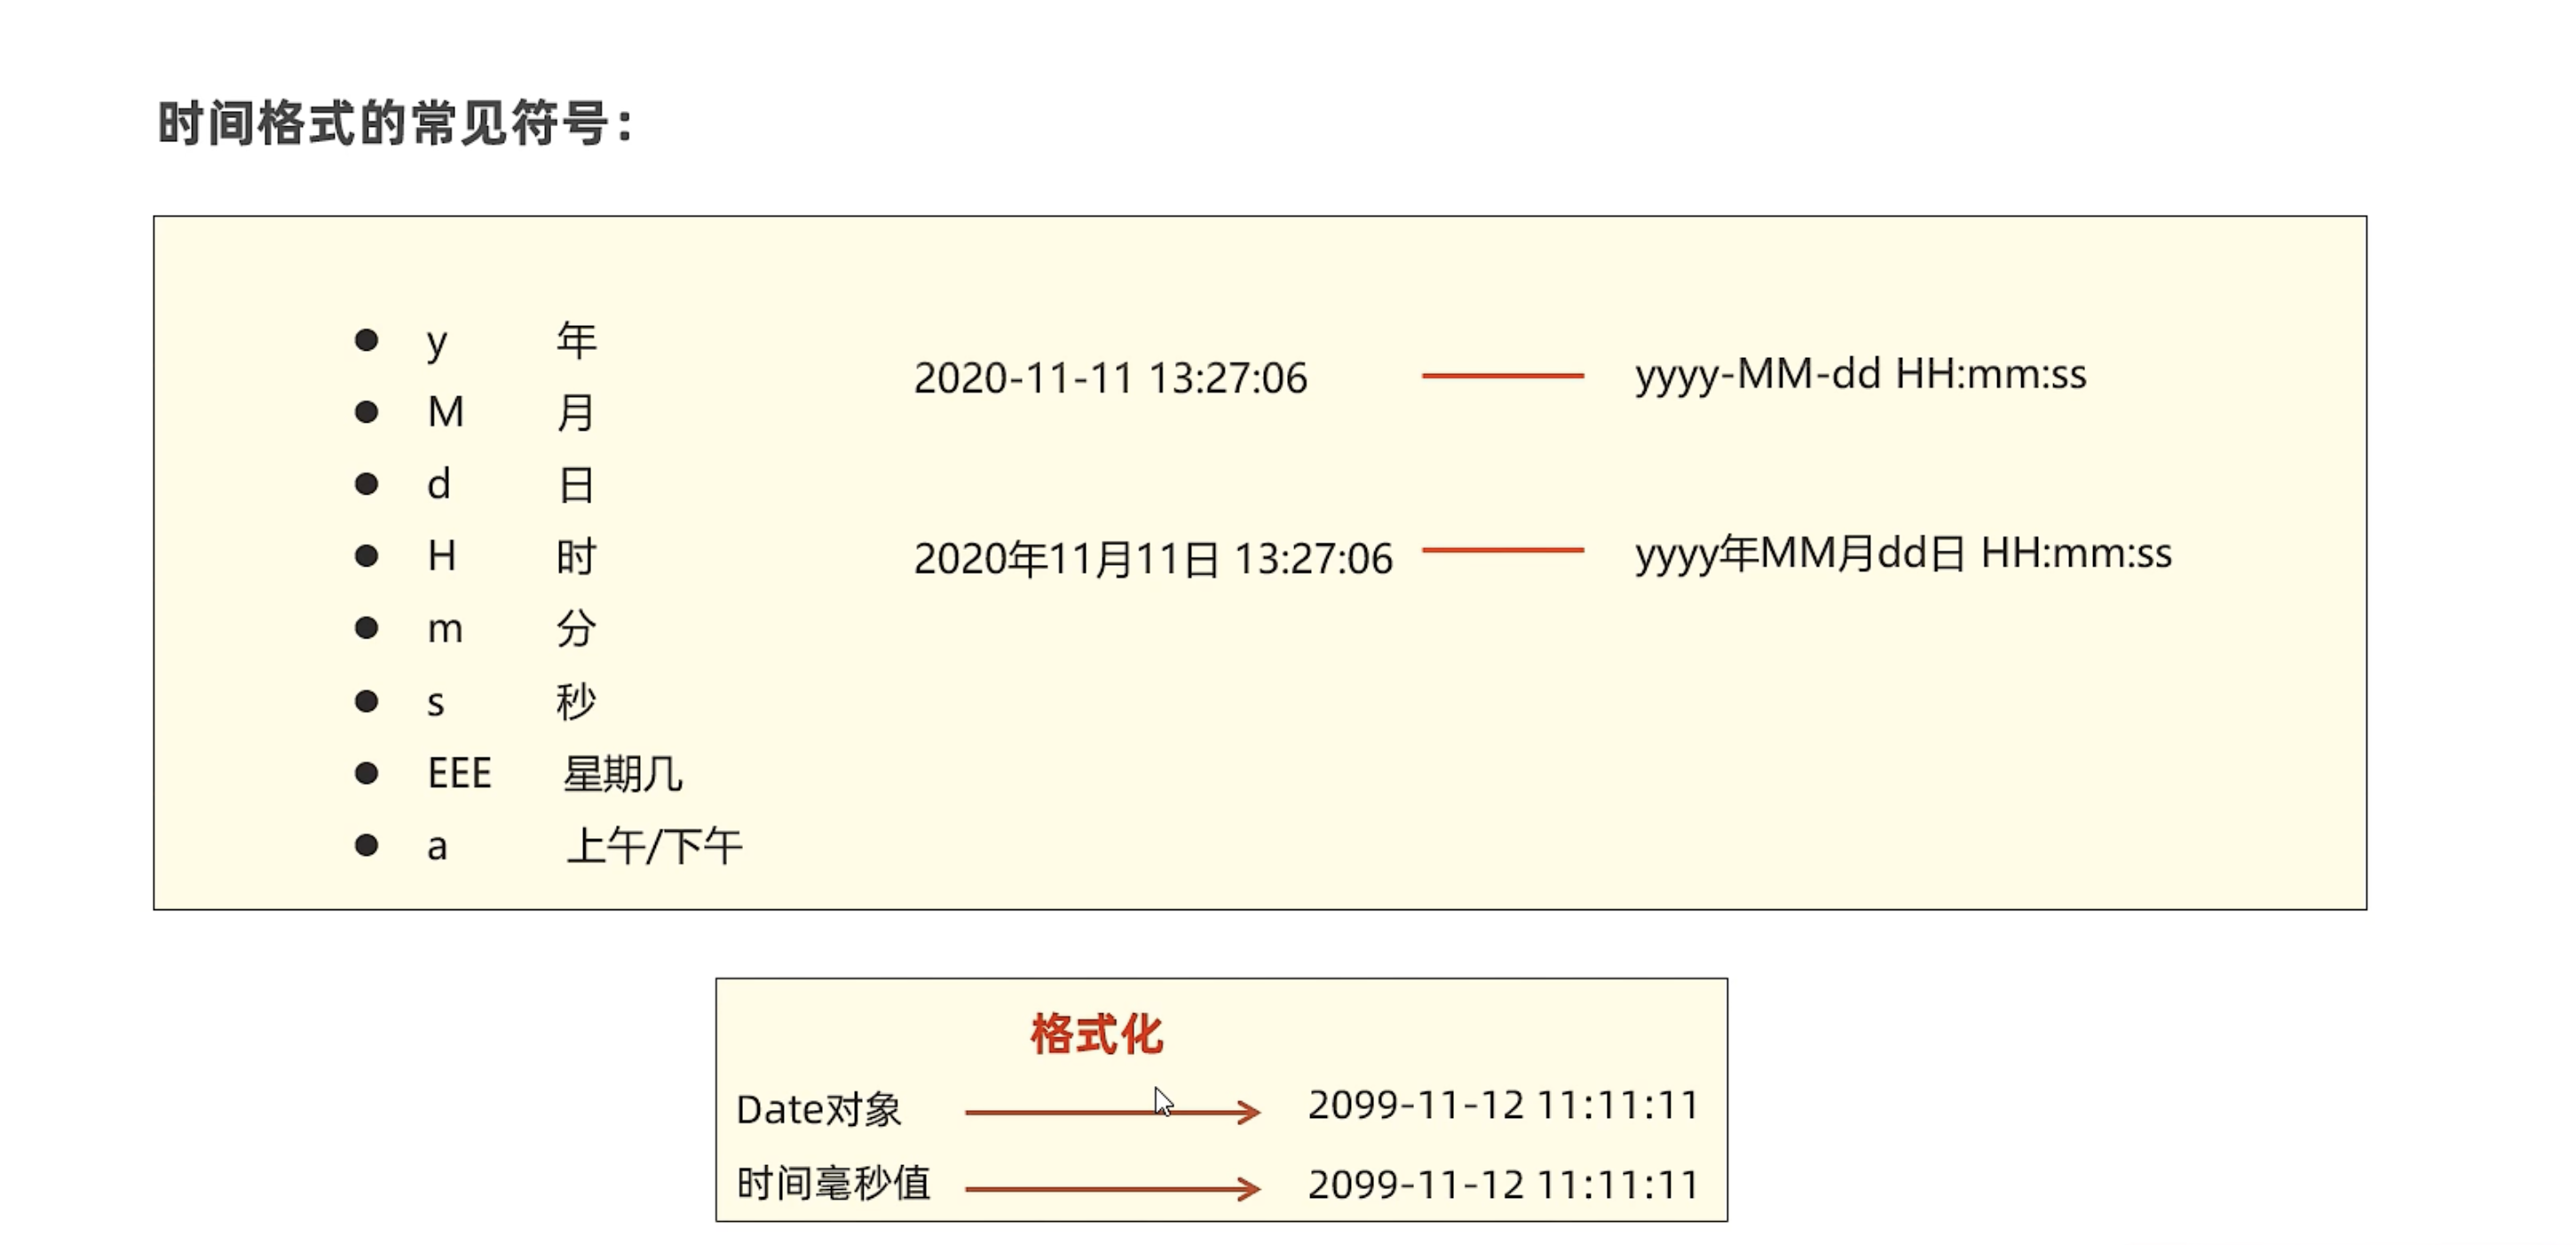 时间格式的常见符号：
y 年
M 月
d 日
H 时
m 分
s 秒
EEE 星期几
a 上午/下午
2020-11-11 13:27:06 yyyy-MM-dd HH:mm:ss
2020年11月11日 13:27:06 yyyy年MM月dd日 HH:mm:ss
格式化
Date对象 2099-11-12 11:11:11
时间毫秒值 2099-11-12 11:11:11